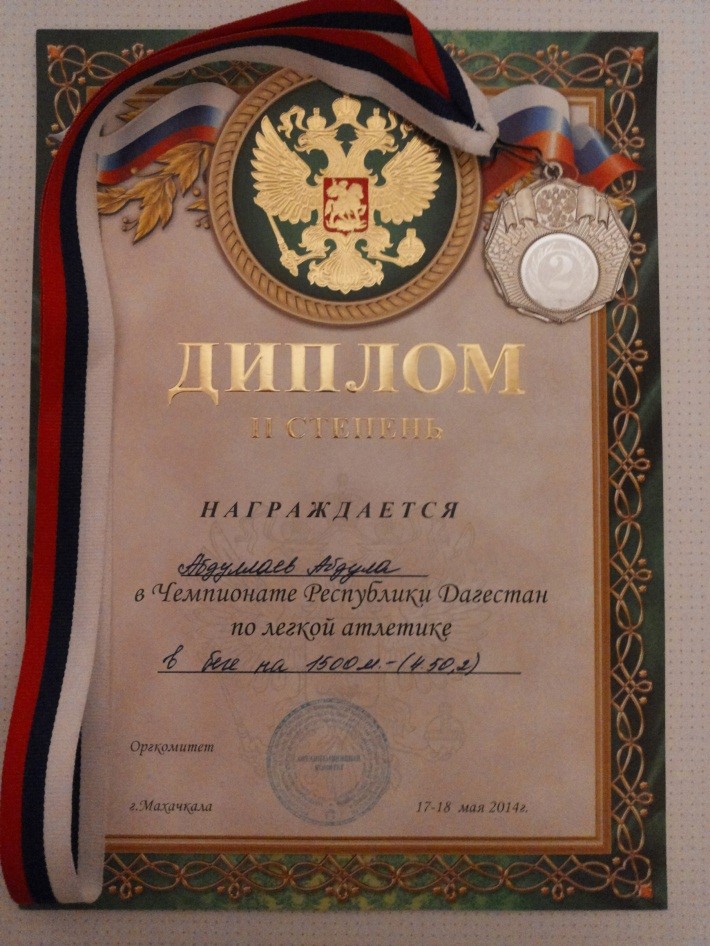 2
ДИПЛОМ
II СТЕПЕНЬ
НАГРАЖДАЕТСЯ
Абдуллаев Абдула
в Чемпионате Республики Дагестан
по легкой атлетике
в беге на 1500м.-(4.50,2)
Оргкомитет
г.Махачкала
17-18 мая 2014г.